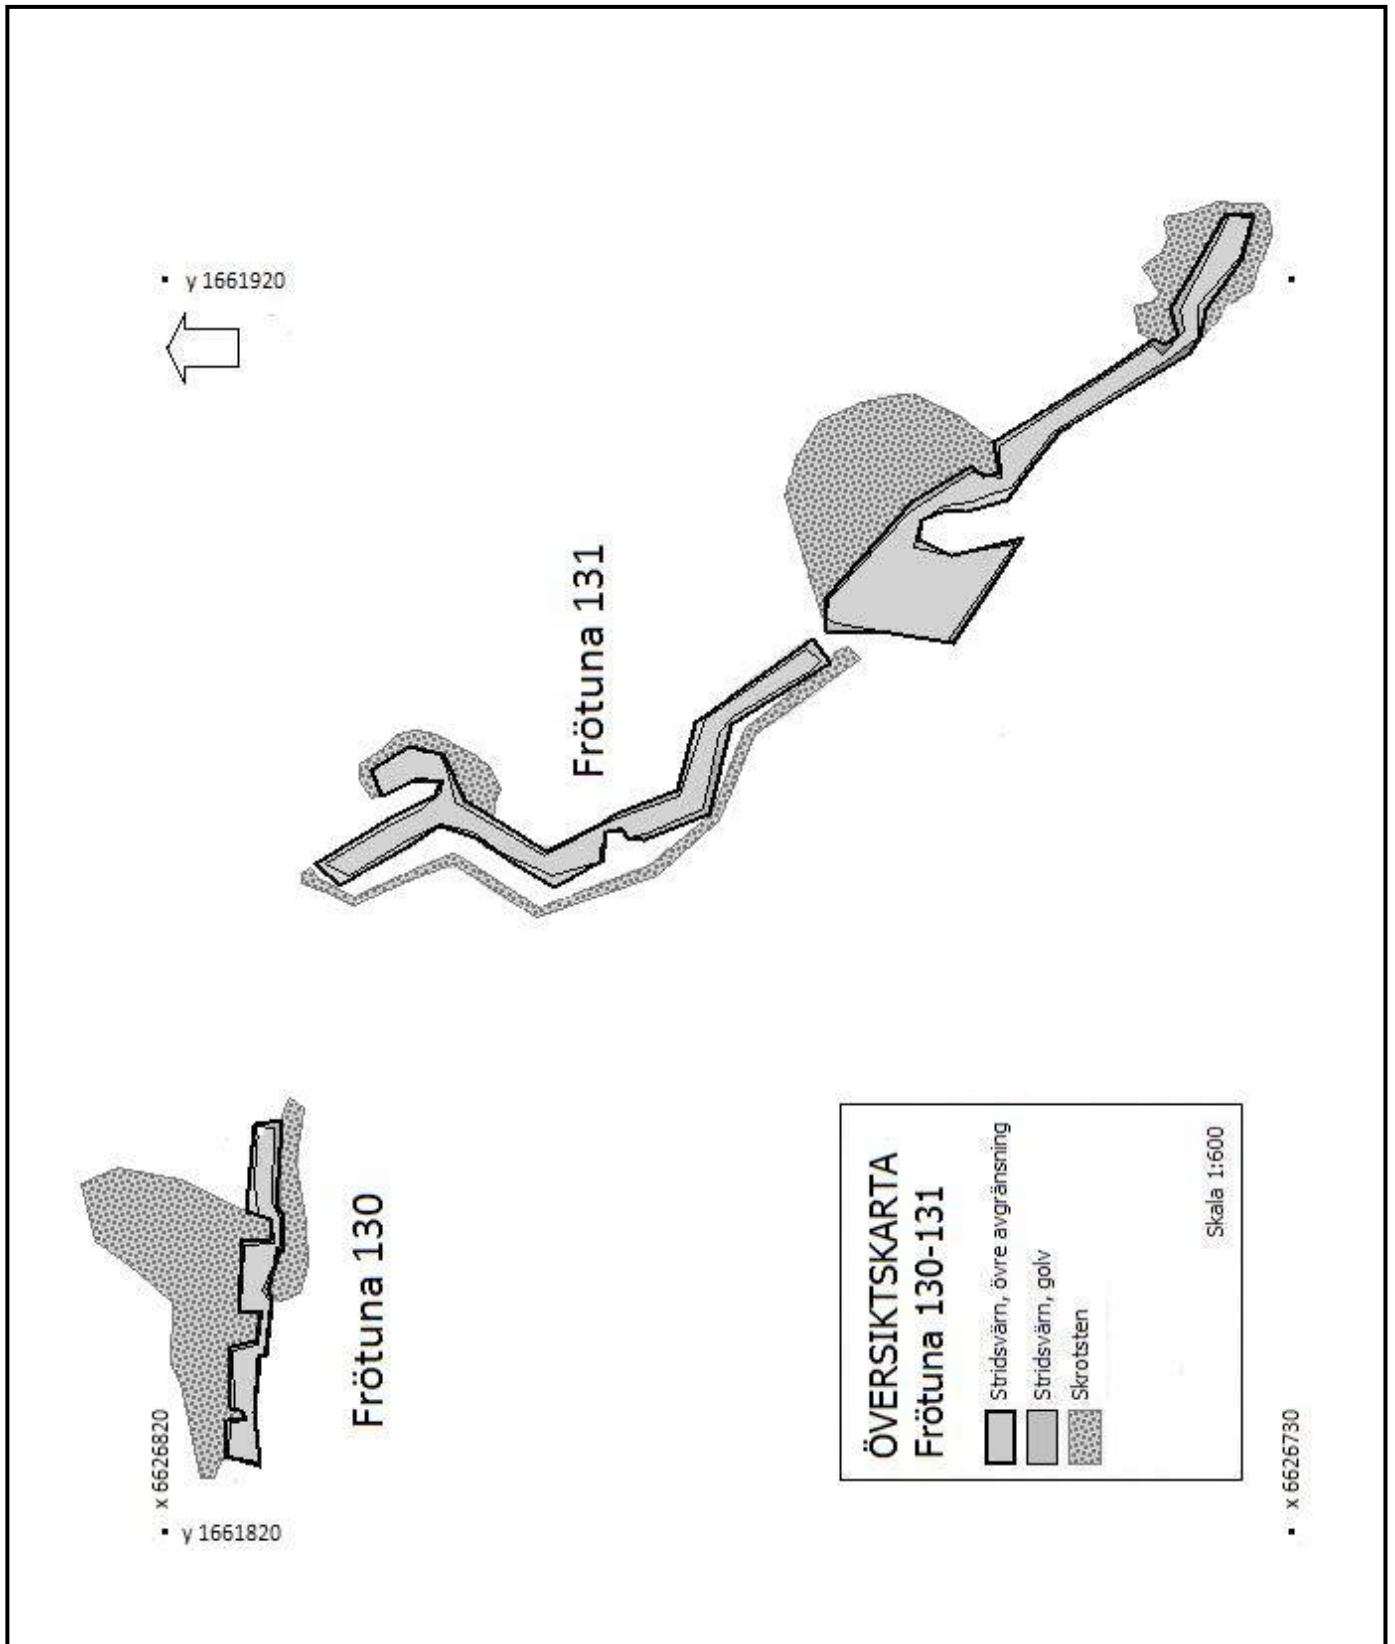 y 1661920
Frötuna 131
Frötuna 130
x 6626820
y 1661820
ÖVERSIKTSKARTA
Frötuna 130-131
Stridsvärn, övre avgränsning
Stridsvärn, golv
Skrotsten
Skala 1:600
x 6626730